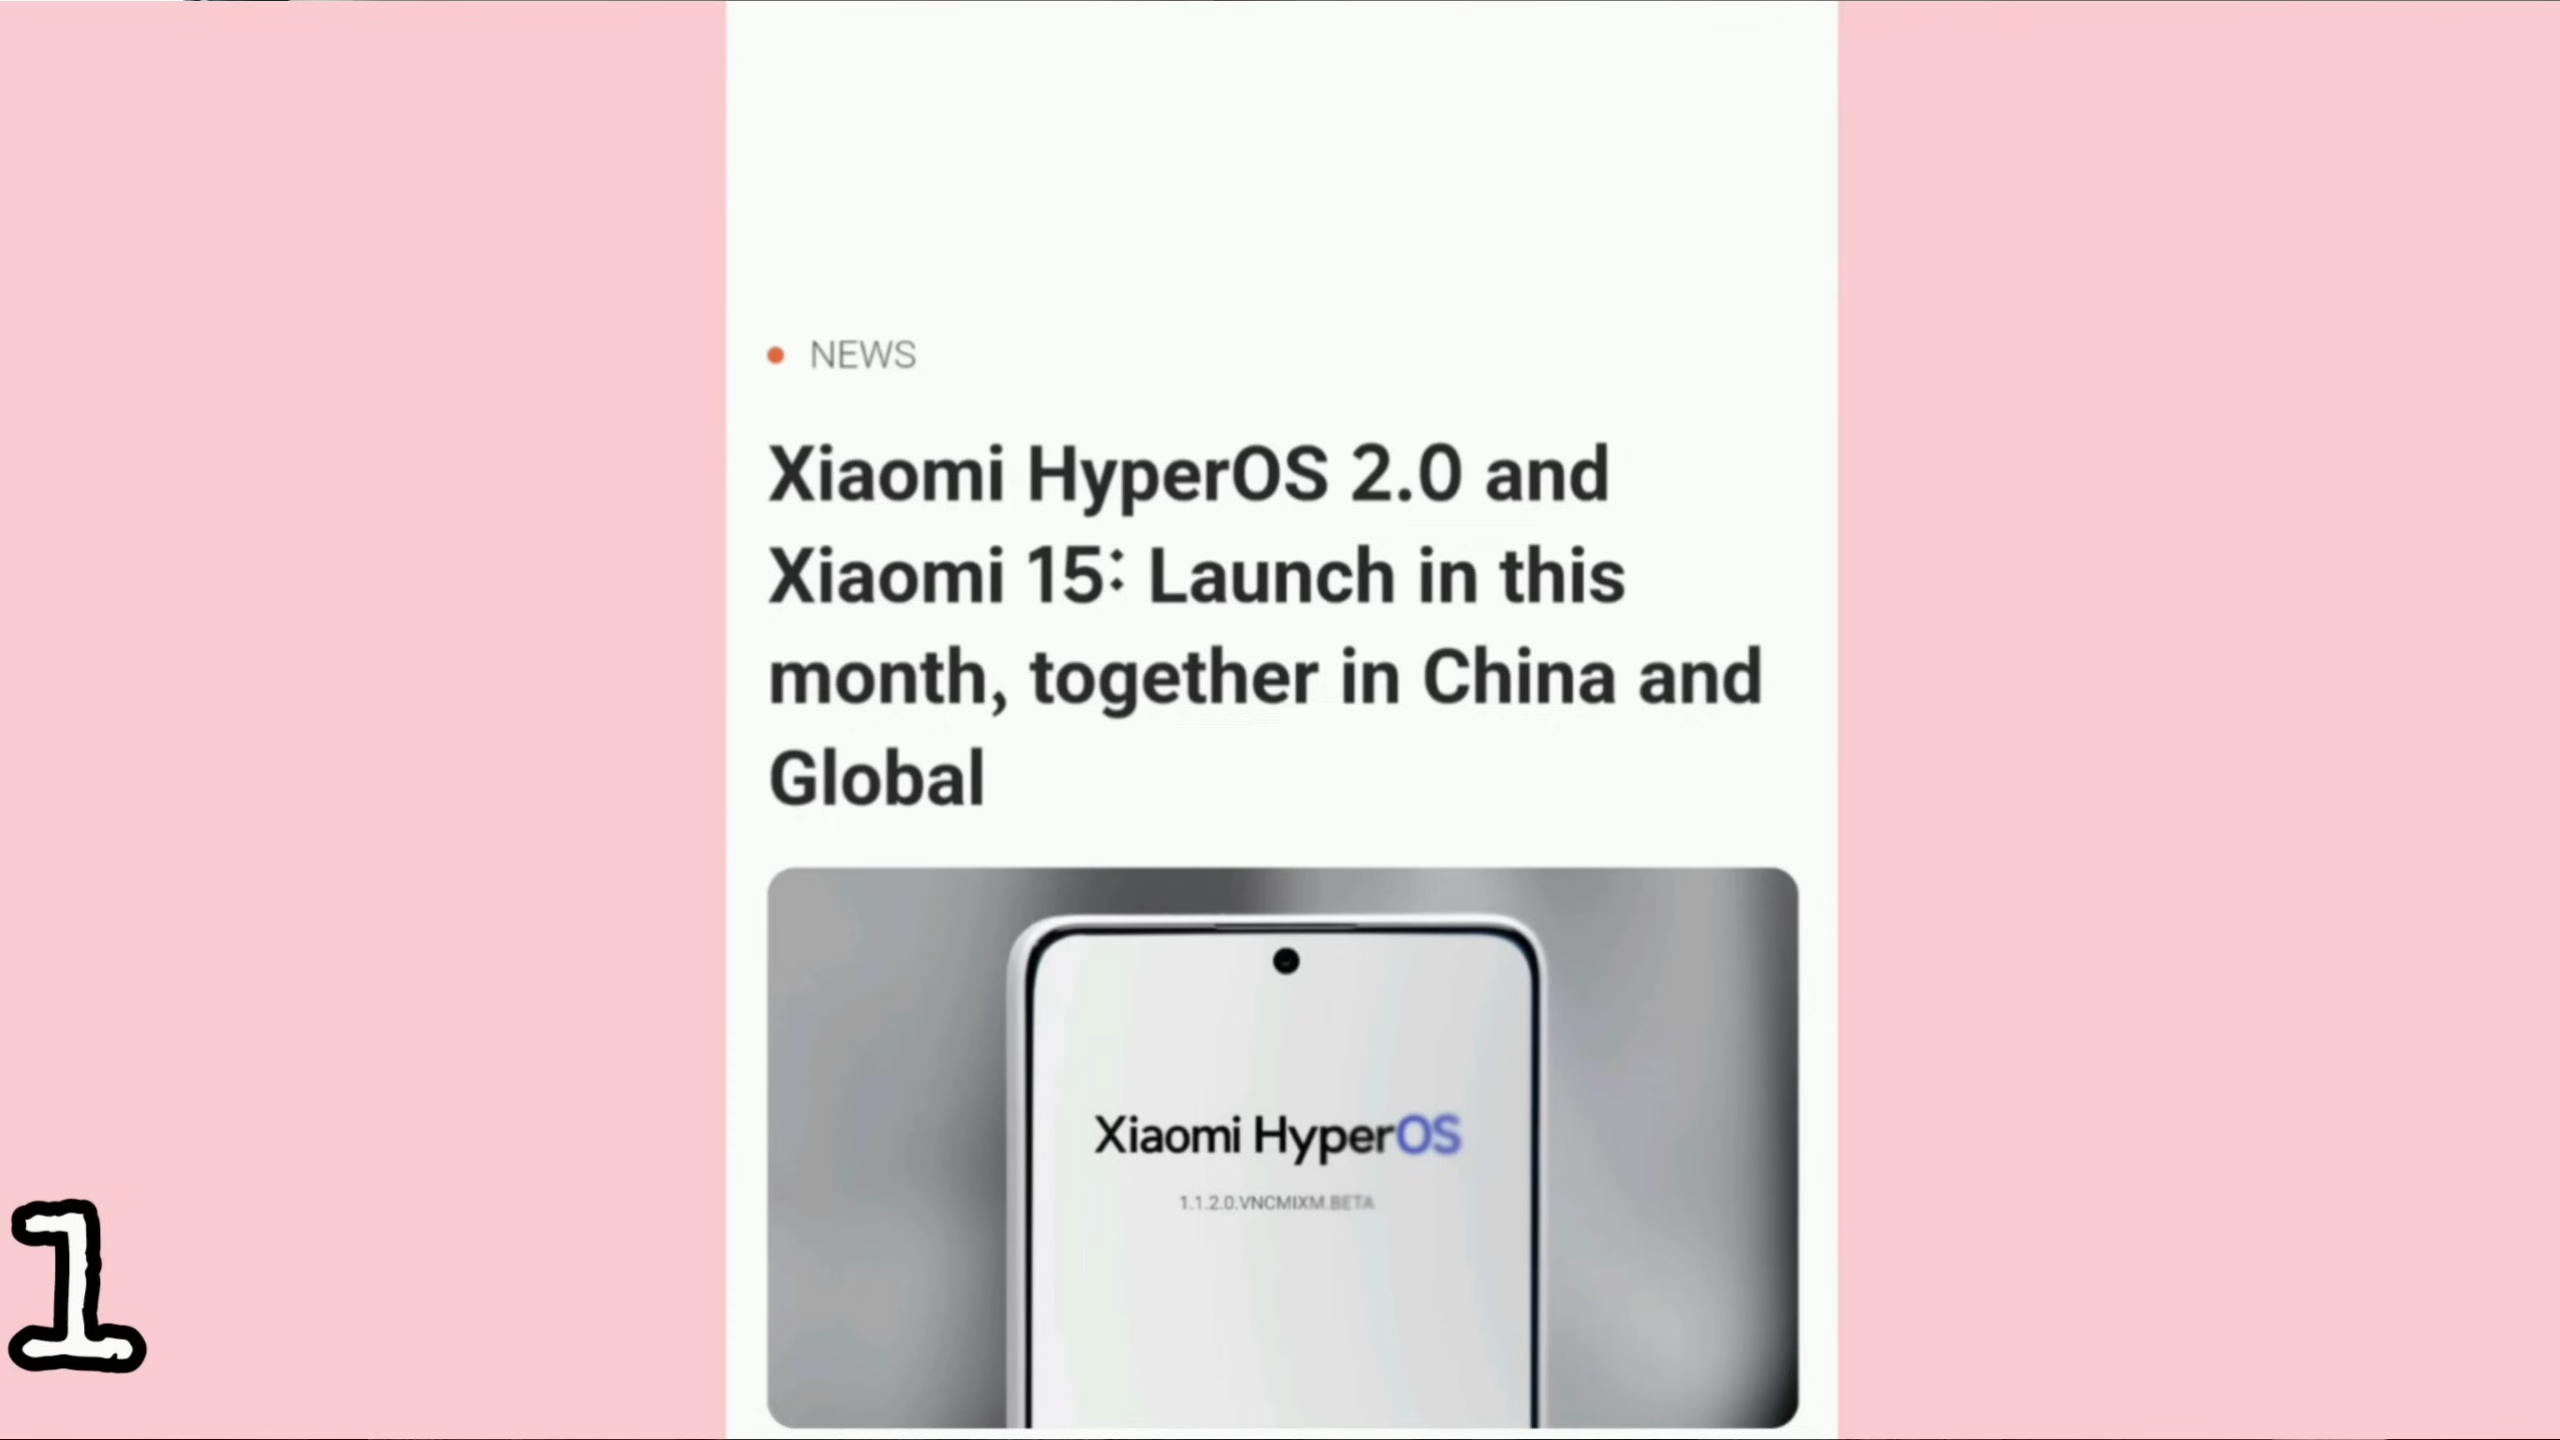 NEWS
Xiaomi HyperOS 2.0 and
Xiaomi 15: Launch in this
month, together in China and
Global
Xiaomi HyperOS
1.1.2.0.VNCMIXM.BETA
1